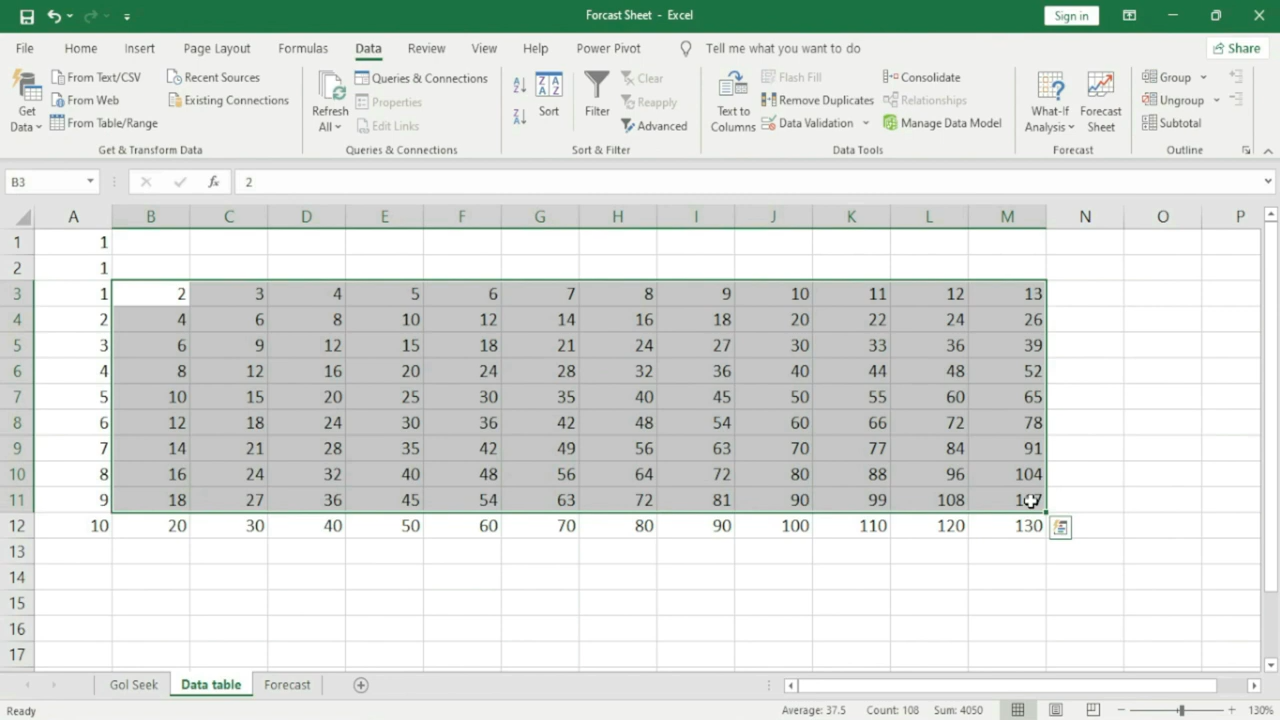 Forcast Sheet - Excel
Sign in
File Home Insert Page Layout Formulas Data Review View Help Power Pivot Tell me what you want to do Share
Get Data
From Text/CSV
From Web
From Table/Range
Recent Sources
Existing Connections
Get & Transform Data
Refresh All
Queries & Connections
Properties
Edit Links
Queries & Connections
Sort
Filter
Clear
Reapply
Advanced
Sort & Filter
Text to Columns
Flash Fill
Remove Duplicates
Data Validation
Consolidate
Relationships
Manage Data Model
Data Tools
What-If Analysis
Forecast Sheet
Forecast
Group
Ungroup
Subtotal
Outline
B3 fx 2
A B C D E F G H I J K L M N O P
1 1
2 1
3 1 2 3 4 5 6 7 8 9 10 11 12 13
4 2 4 6 8 10 12 14 16 18 20 22 24 26
5 3 6 9 12 15 18 21 24 27 30 33 36 39
6 4 8 12 16 20 24 28 32 36 40 44 48 52
7 5 10 15 20 25 30 35 40 45 50 55 60 65
8 6 12 18 24 30 36 42 48 54 60 66 72 78
9 7 14 21 28 35 42 49 56 63 70 77 84 91
10 8 16 24 32 40 48 56 64 72 80 88 96 104
11 9 18 27 36 45 54 63 72 81 90 99 108
12 10 20 30 40 50 60 70 80 90 100 110 120 130
13
14
15
16
17
Gol Seek Data table Forecast
Ready Average: 37.5 Count: 108 Sum: 4050 130%